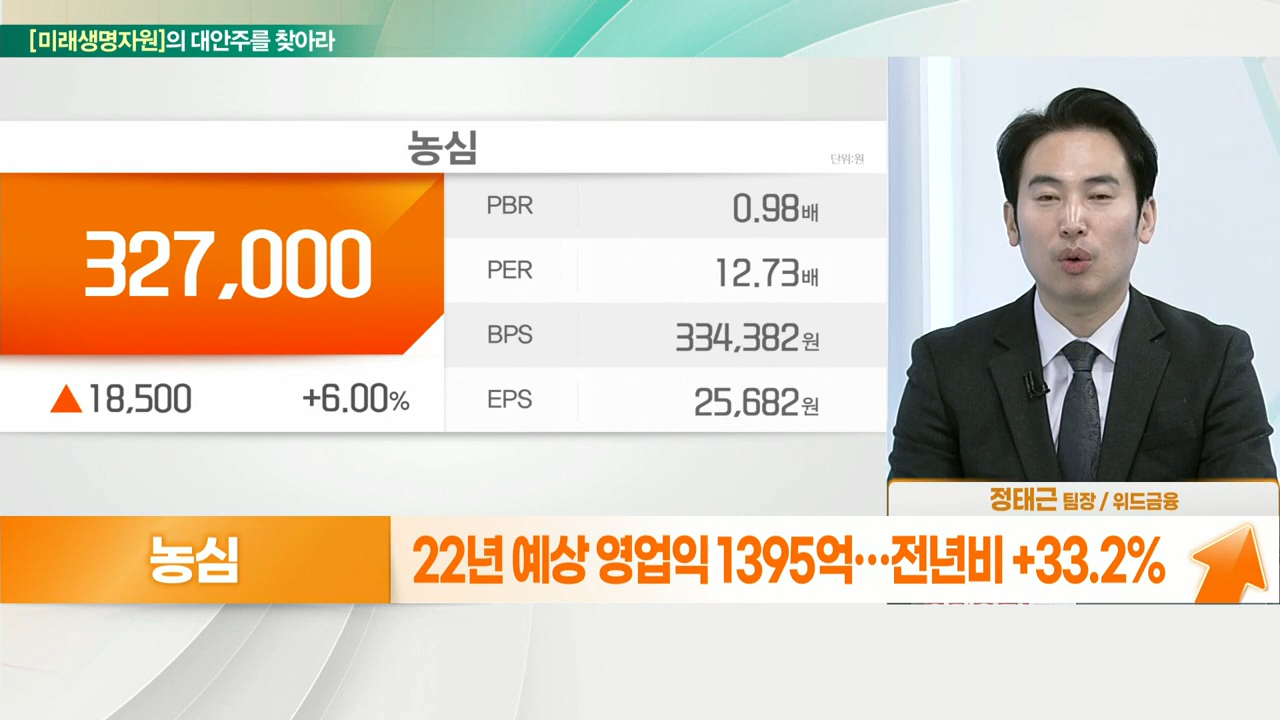 [미래생명자원]의 대안주를 찾아라
농심
단위:원
327,000
▲18,500 +6.00%
PBR 0.98배
PER 12.73배
BPS 334,382원
EPS 25,682원
정태근 팀장 / 위드금융
농심
22년 예상 영업익 1395억…전년비 +33.2%